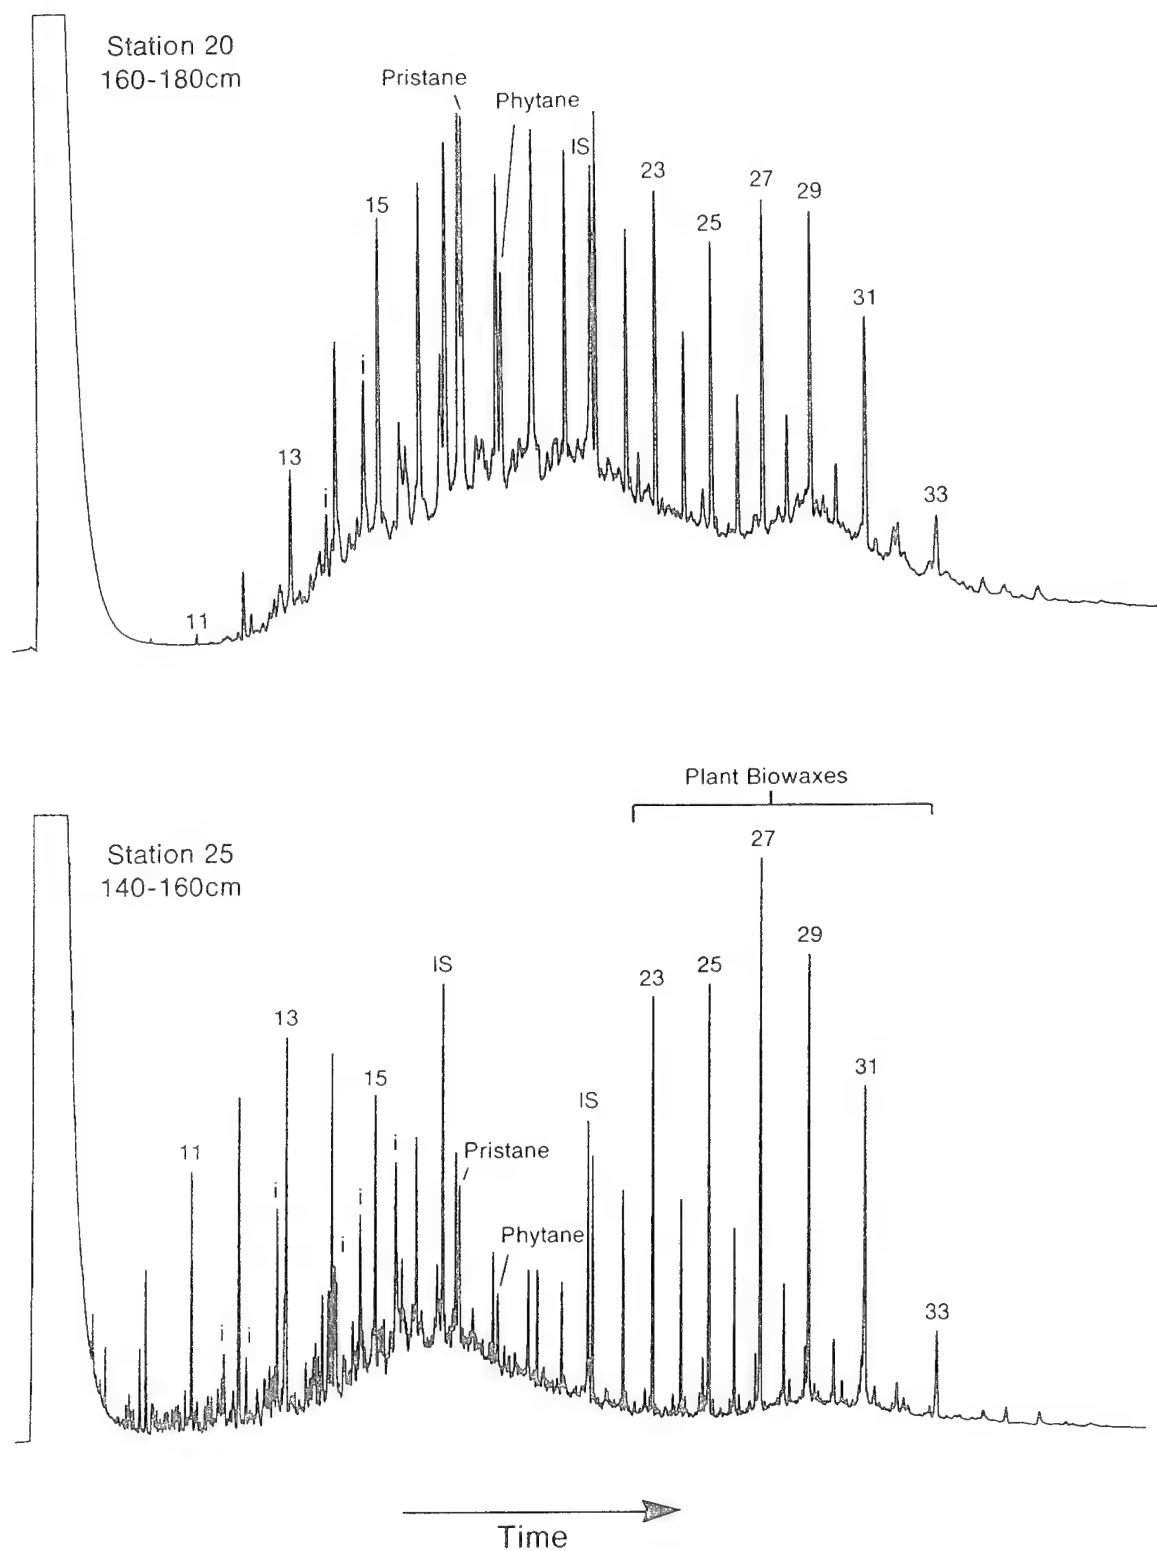 Station 20
160-180cm
Pristane
Phytane
IS
23
27
29
15
25
31
i
13
i
33
11
Plant Biowaxes
27
Station 25
140-160cm
29
IS
23
25
13
31
15
IS
11
i
Pristane
i
i
Phytane
i
33
i
i
Time